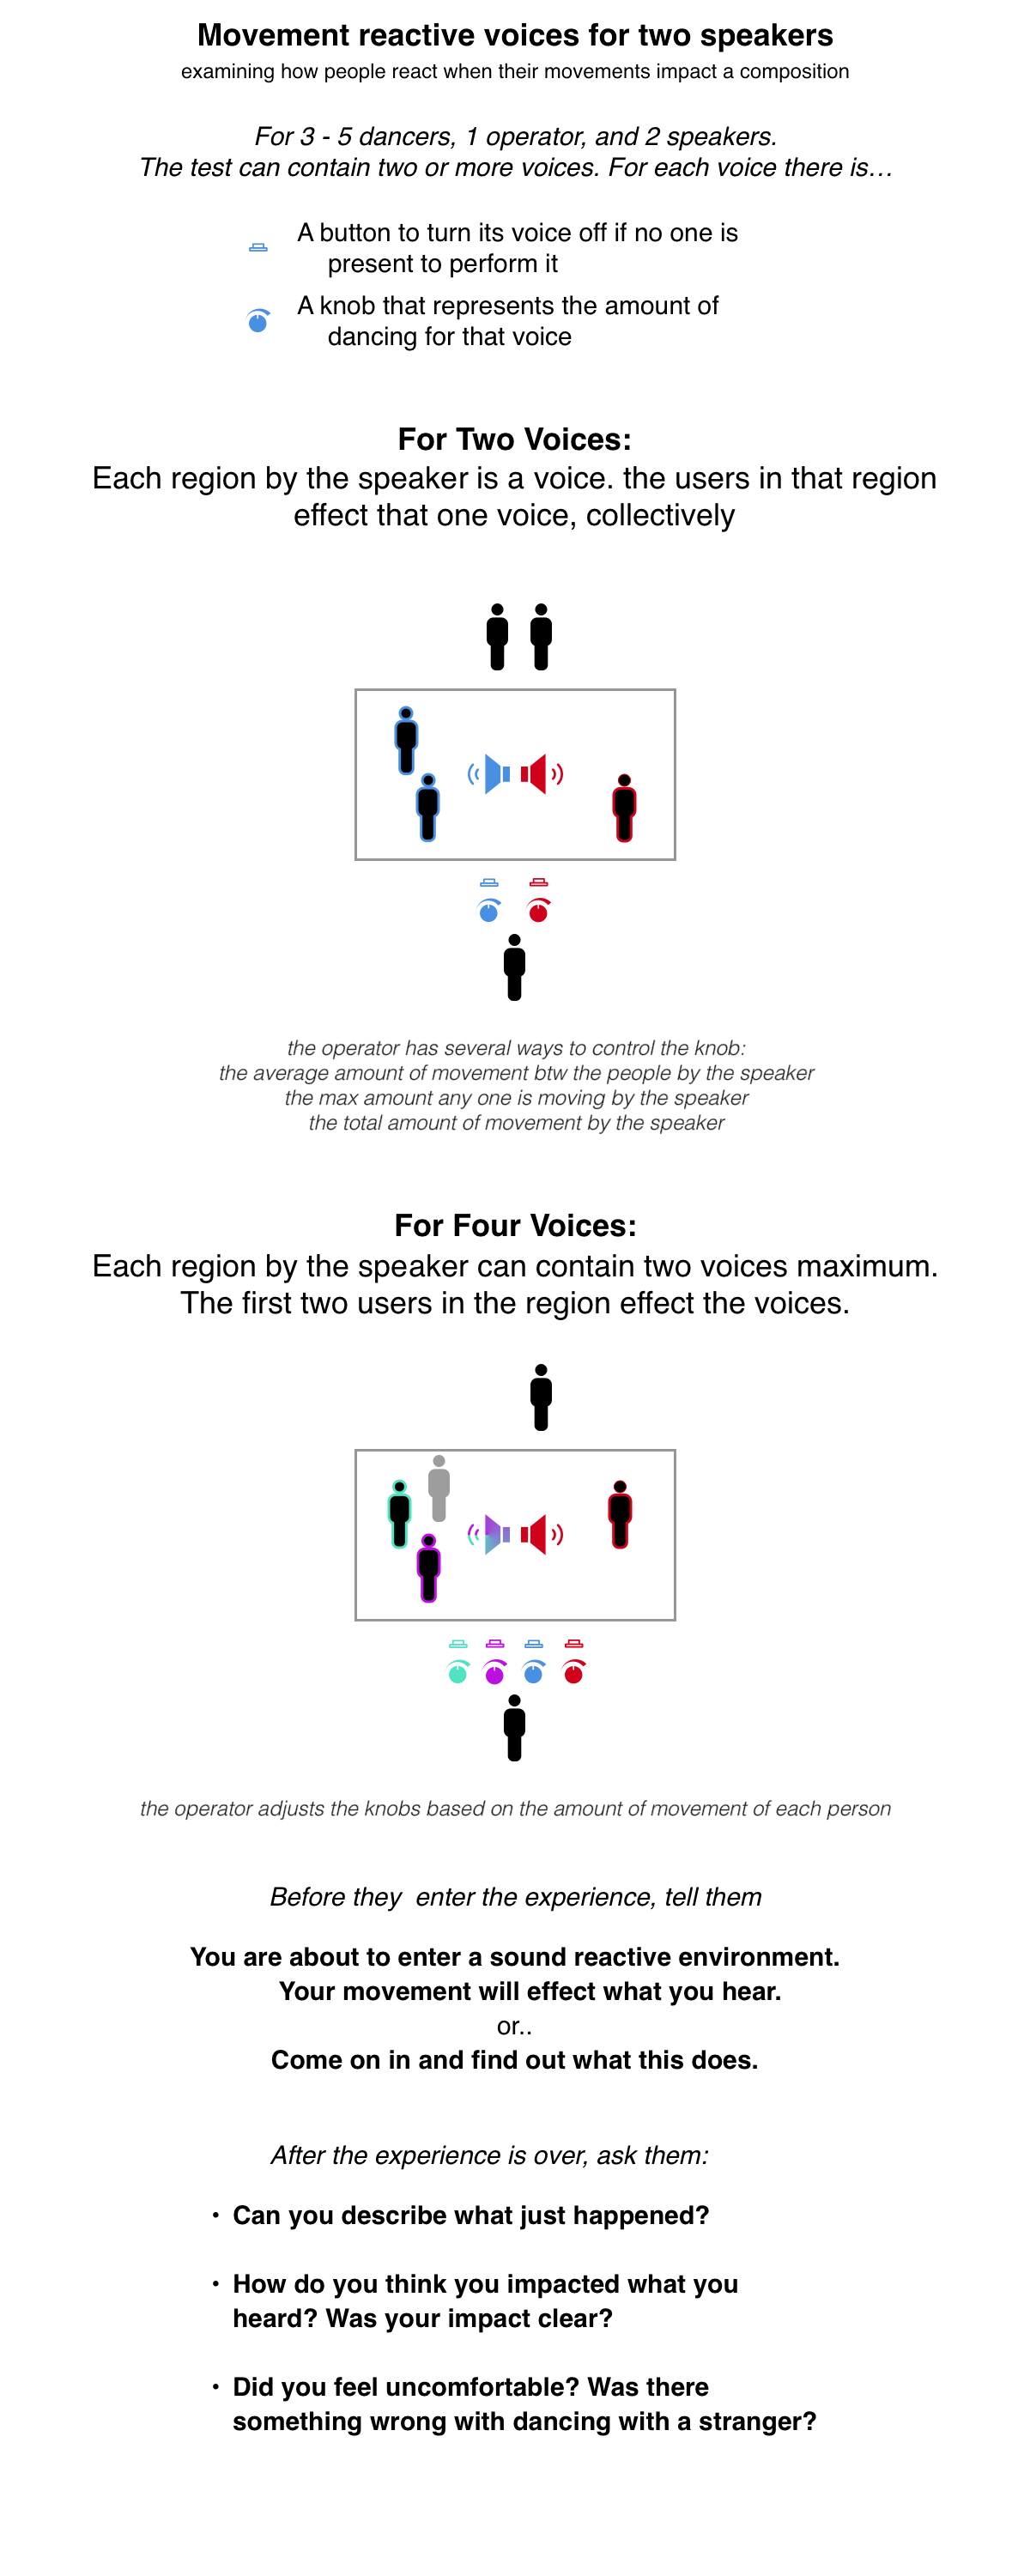 Movement reactive voices for two speakers
examining how people react when their movements impact a composition
For 3 - 5 dancers, 1 operator, and 2 speakers.
The test can contain two or more voices. For each voice there is…
A button to turn its voice off if no one is
present to perform it
A knob that represents the amount of
dancing for that voice
For Two Voices:
Each region by the speaker is a voice. the users in that region
effect that one voice, collectively
the operator has several ways to control the knob:
the average amount of movement btw the people by the speaker
the max amount any one is moving by the speaker
the total amount of movement by the speaker
For Four Voices:
Each region by the speaker can contain two voices maximum.
The first two users in the region effect the voices.
the operator adjusts the knobs based on the amount of movement of each person
Before they  enter the experience, tell them
You are about to enter a sound reactive environment.
Your movement will effect what you hear.
or..
Come on in and find out what this does.
After the experience is over, ask them:
• Can you describe what just happened?
• How do you think you impacted what you
heard? Was your impact clear?
• Did you feel uncomfortable? Was there
something wrong with dancing with a stranger?